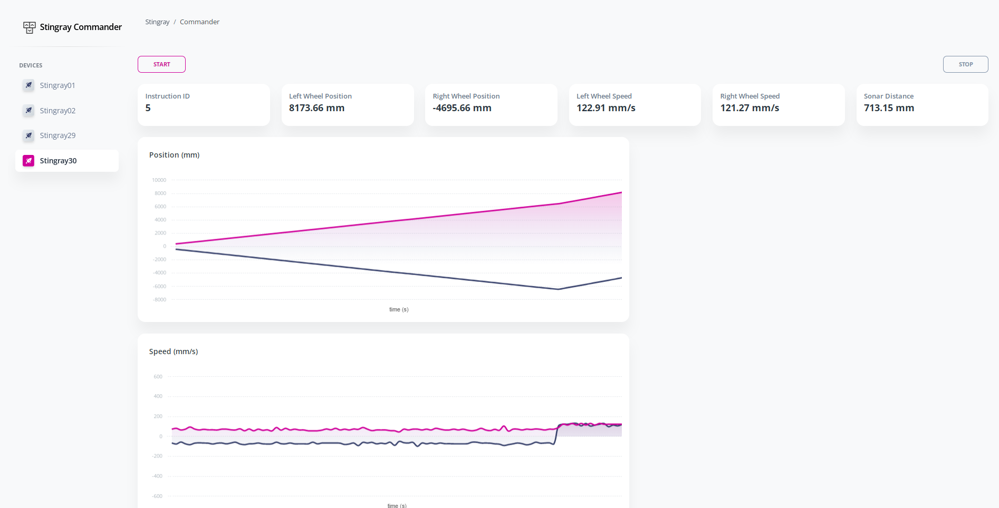 Stingray Commander
Stingray / Commander
DEVICES
Stingray01
Stingray02
Stingray29
Stingray30
START
STOP
Instruction ID
5
Left Wheel Position
8173.66 mm
Right Wheel Position
-4695.66 mm
Left Wheel Speed
122.91 mm/s
Right Wheel Speed
121.27 mm/s
Sonar Distance
713.15 mm
Position (mm)
10000
8000
6000
4000
2000
0
-2000
-4000
-6000
-8000
time (s)
Speed (mm/s)
600
400
200
0
-200
-400
-600
time (s)